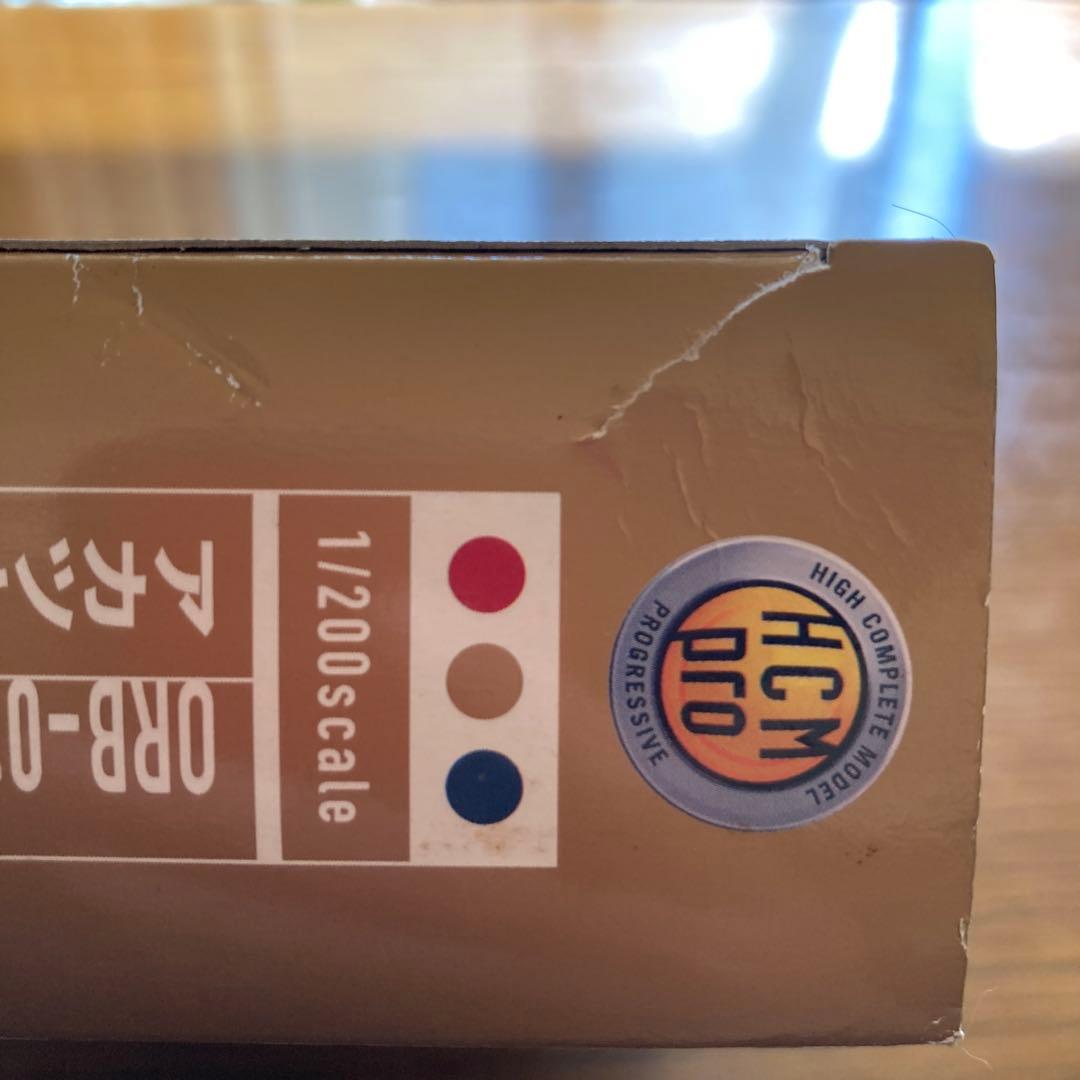 HIGH COMPLETE MODEL
HCM
pro
PROGRESSIVE
1/200scale
アカツ
ORB-0